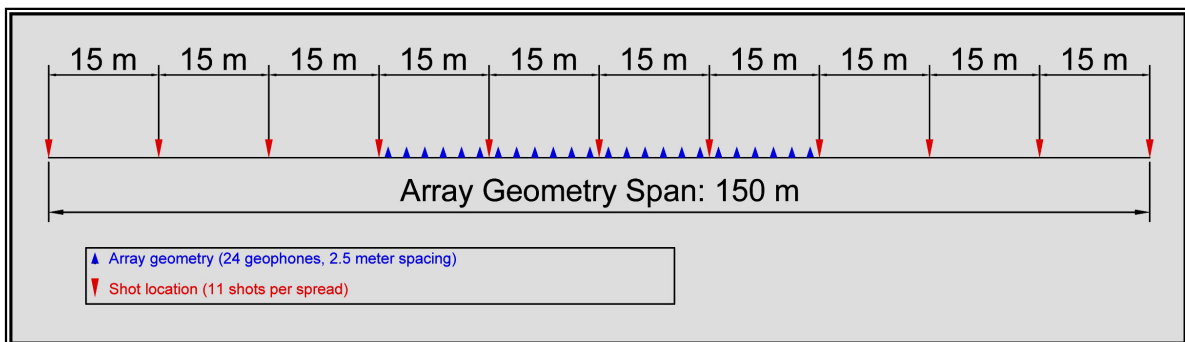 15 m 15 m 15 m 15 m 15 m 15 m 15 m 15 m 15 m 15 m
Array Geometry Span: 150 m
Array geometry (24 geophones, 2.5 meter spacing)
Shot location (11 shots per spread)